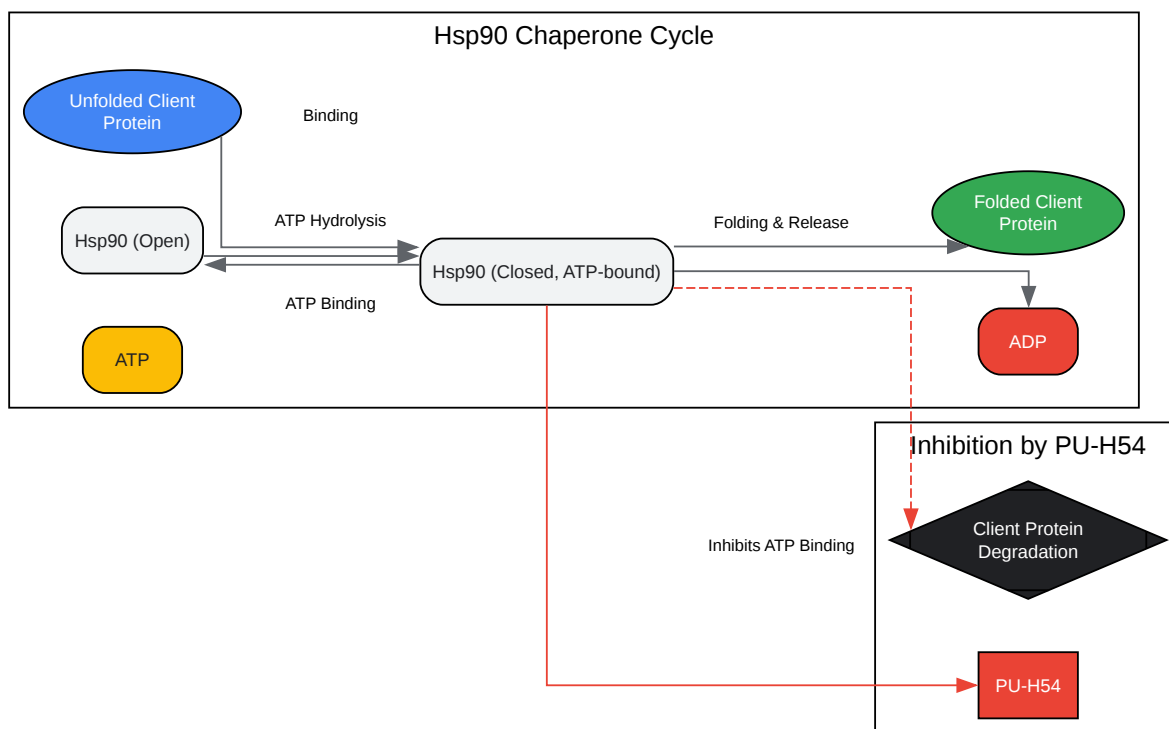 Hsp90 Chaperone Cycle
Unfolded Client
Protein
Binding
Hsp90 (Open)
ATP Hydrolysis
Hsp90 (Closed, ATP-bound)
ATP Binding
Folding & Release
Folded Client
Protein
ATP
ADP
Inhibition by PU-H54
Client Protein
Degradation
Inhibits ATP Binding
PU-H54